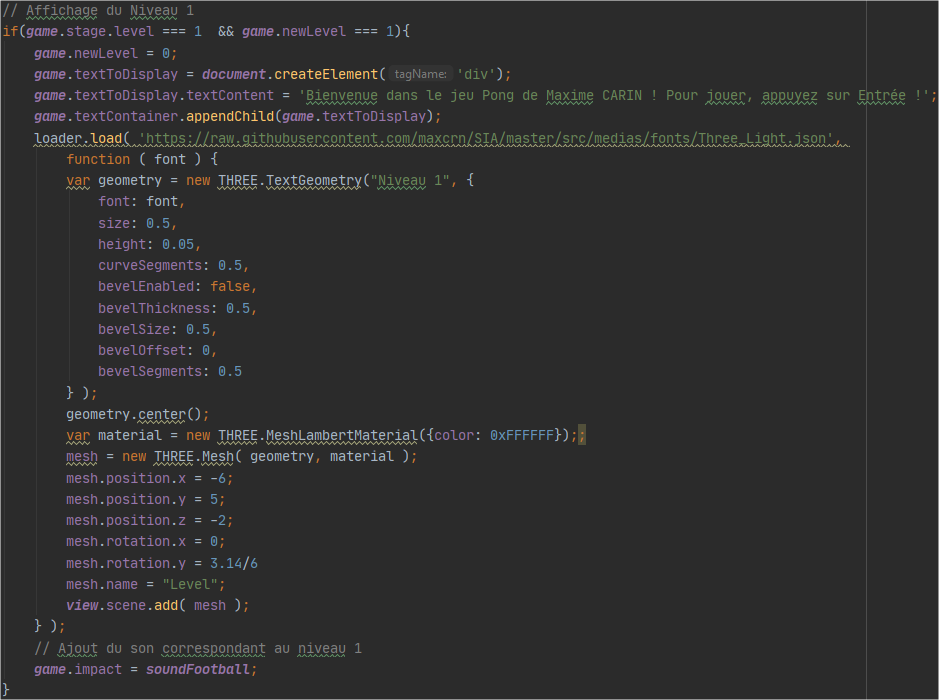 // Affichage du Niveau 1
if(game.stage.level === 1  && game.newLevel === 1){
    game.newLevel = 0;
    game.textToDisplay = document.createElement( tagName: 'div');
    game.textToDisplay.textContent = 'Bienvenue dans le jeu Pong de Maxime CARIN ! Pour jouer, appuyez sur Entrée !';
    game.textContainer.appendChild(game.textToDisplay);
    loader.load( 'https://raw.githubusercontent.com/maxcrn/SIA/master/src/medias/fonts/Three_Light.json',
        function ( font ) {
        var geometry = new THREE.TextGeometry("Niveau 1", {
            font: font,
            size: 0.5,
            height: 0.05,
            curveSegments: 0.5,
            bevelEnabled: false,
            bevelThickness: 0.5,
            bevelSize: 0.5,
            bevelOffset: 0,
            bevelSegments: 0.5
        } );
        geometry.center();
        var material = new THREE.MeshLambertMaterial({color: 0xFFFFFF});;
        mesh = new THREE.Mesh( geometry, material );
        mesh.position.x = -6;
        mesh.position.y = 5;
        mesh.position.z = -2;
        mesh.rotation.x = 0;
        mesh.rotation.y = 3.14/6
        mesh.name = "Level";
        view.scene.add( mesh );
    } );
    // Ajout du son correspondant au niveau 1
    game.impact = soundFootball;
}